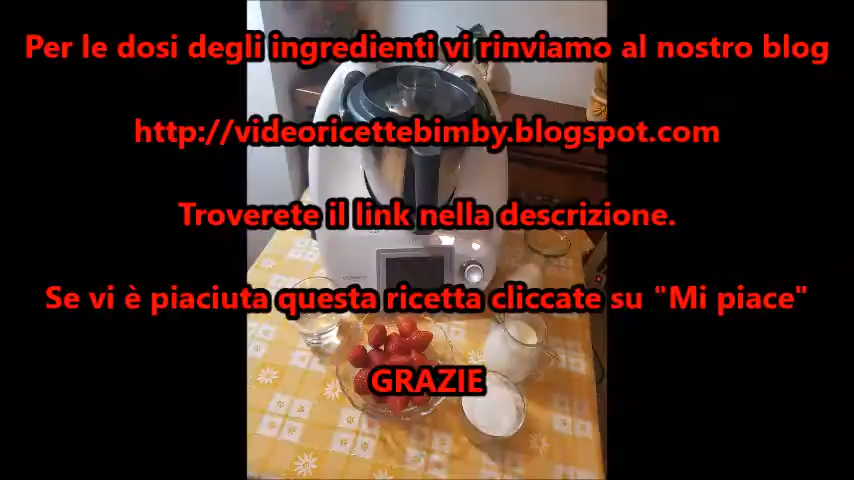 Per le dosi degli ingredienti vi rinviamo al nostro blog
http://videoricettebimby.blogspot.com
Troverete il link nella descrizione.
Se vi è piaciuta questa ricetta cliccate su "Mi piace"
GRAZIE